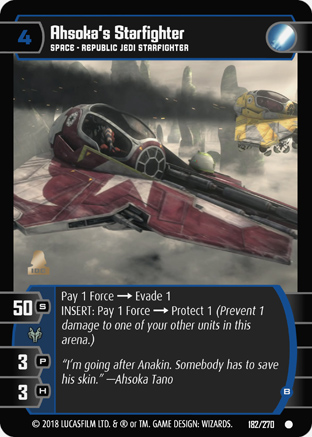 4
Ahsoka's Starfighter
SPACE - REPUBLIC JEDI STARFIGHTER
50 S
Pay 1 Force → Evade 1
INSERT: Pay 1 Force → Protect 1 (Prevent 1
damage to one of your other units in this
arena.)
3 P
3 H
"I'm going after Anakin. Somebody has to save
his skin." —Ahsoka Tano
B
© 2018 LUCASFILM LTD. & ® or TM. GAME DESIGN: WIZARDS.
182/270